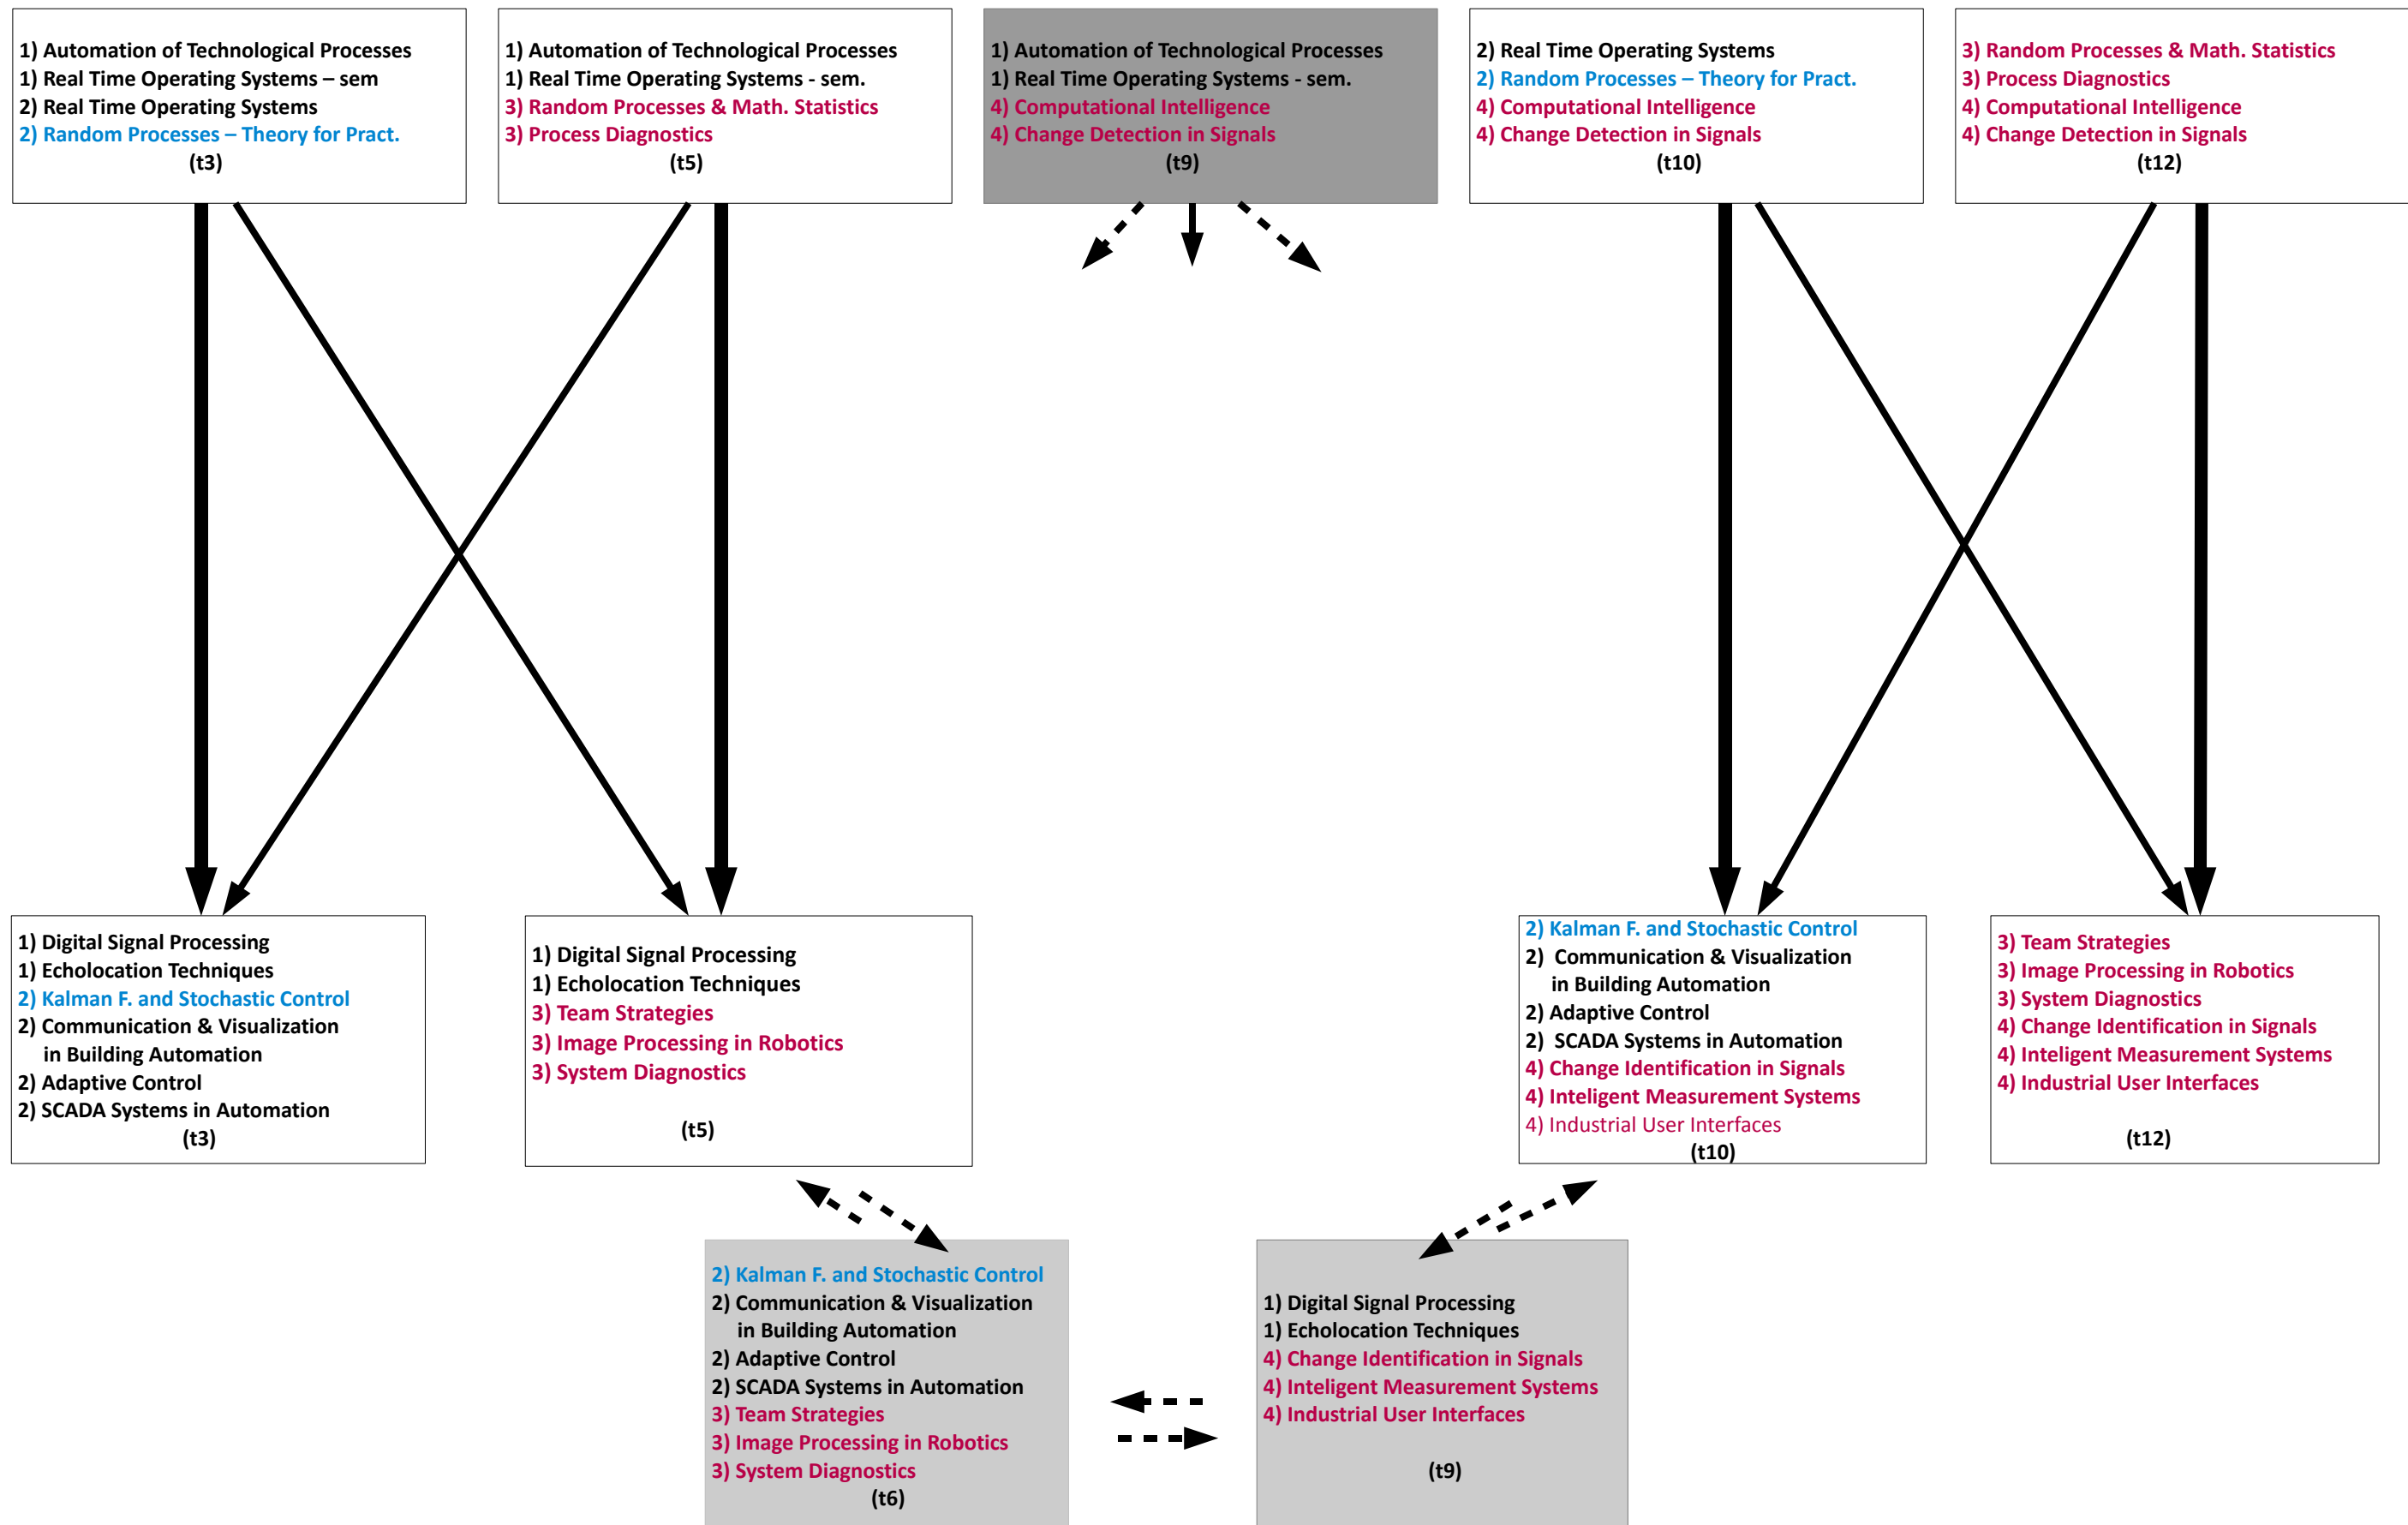 1) Automation of Technological Processes
1) Real Time Operating Systems – sem
2) Real Time Operating Systems
2) Random Processes – Theory for Pract.
(t3)
1) Automation of Technological Processes
1) Real Time Operating Systems - sem.
3) Random Processes & Math. Statistics
3) Process Diagnostics
(t5)
1) Automation of Technological Processes
1) Real Time Operating Systems - sem.
4) Computational Intelligence
4) Change Detection in Signals
(t9)
2) Real Time Operating Systems
2) Random Processes – Theory for Pract.
4) Computational Intelligence
4) Change Detection in Signals
(t10)
3) Random Processes & Math. Statistics
3) Process Diagnostics
4) Computational Intelligence
4) Change Detection in Signals
(t12)
1) Digital Signal Processing
1) Echolocation Techniques
2) Kalman F. and Stochastic Control
2) Communication & Visualization
in Building Automation
2) Adaptive Control
2) SCADA Systems in Automation
(t3)
1) Digital Signal Processing
1) Echolocation Techniques
3) Team Strategies
3) Image Processing in Robotics
3) System Diagnostics
(t5)
2) Kalman F. and Stochastic Control
2) Communication & Visualization
in Building Automation
2) Adaptive Control
2) SCADA Systems in Automation
4) Change Identification in Signals
4) Inteligent Measurement Systems
4) Industrial User Interfaces
(t10)
3) Team Strategies
3) Image Processing in Robotics
3) System Diagnostics
4) Change Identification in Signals
4) Inteligent Measurement Systems
4) Industrial User Interfaces
(t12)
2) Kalman F. and Stochastic Control
2) Communication & Visualization
in Building Automation
2) Adaptive Control
2) SCADA Systems in Automation
3) Team Strategies
3) Image Processing in Robotics
3) System Diagnostics
(t6)
1) Digital Signal Processing
1) Echolocation Techniques
4) Change Identification in Signals
4) Inteligent Measurement Systems
4) Industrial User Interfaces
(t9)